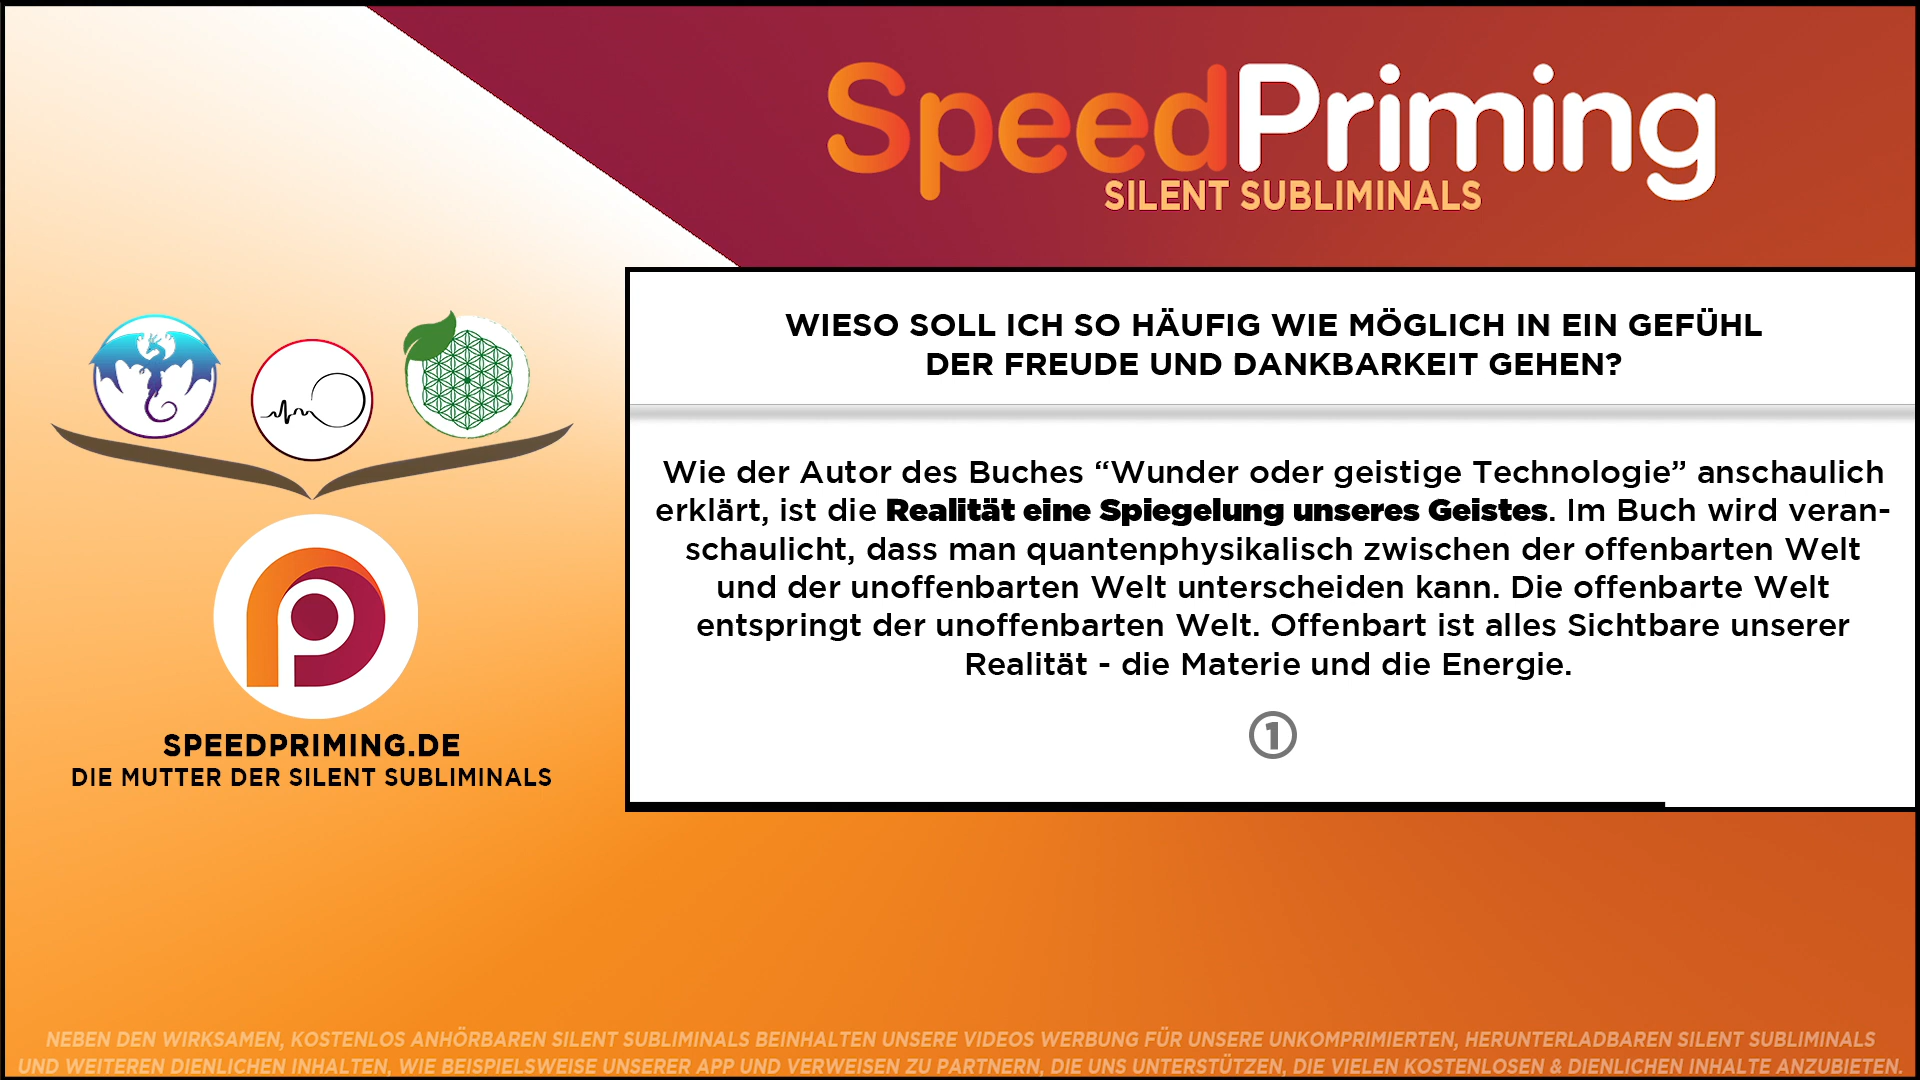 SpeedPriming
SILENT SUBLIMINALS
WIESO SOLL ICH SO HÄUFIG WIE MÖGLICH IN EIN GEFÜHL
DER FREUDE UND DANKBARKEIT GEHEN?
Wie der Autor des Buches “Wunder oder geistige Technologie” anschaulich
erklärt, ist die Realität eine Spiegelung unseres Geistes. Im Buch wird veran-
schaulicht, dass man quantenphysikalisch zwischen der offenbarten Welt
und der unoffenbarten Welt unterscheiden kann. Die offenbarte Welt
entspringt der unoffenbarten Welt. Offenbart ist alles Sichtbare unserer
Realität - die Materie und die Energie.
1
SPEEDPRIMING.DE
DIE MUTTER DER SILENT SUBLIMINALS
NEBEN DEN WIRKSAMEN, KOSTENLOS ANHÖRBAREN SILENT SUBLIMINALS BEINHALTEN UNSERE VIDEOS WERBUNG FÜR UNSERE UNKOMPRIMIERTEN, HERUNTERLADBAREN SILENT SUBLIMINALS
UND WEITEREN DIENLICHEN INHALTEN, WIE BEISPIELSWEISE UNSERER APP UND VERWEISEN ZU PARTNERN, DIE UNS UNTERSTÜTZEN, DIE VIELEN KOSTENLOSEN & DIENLICHEN INHALTE ANZUBIETEN.